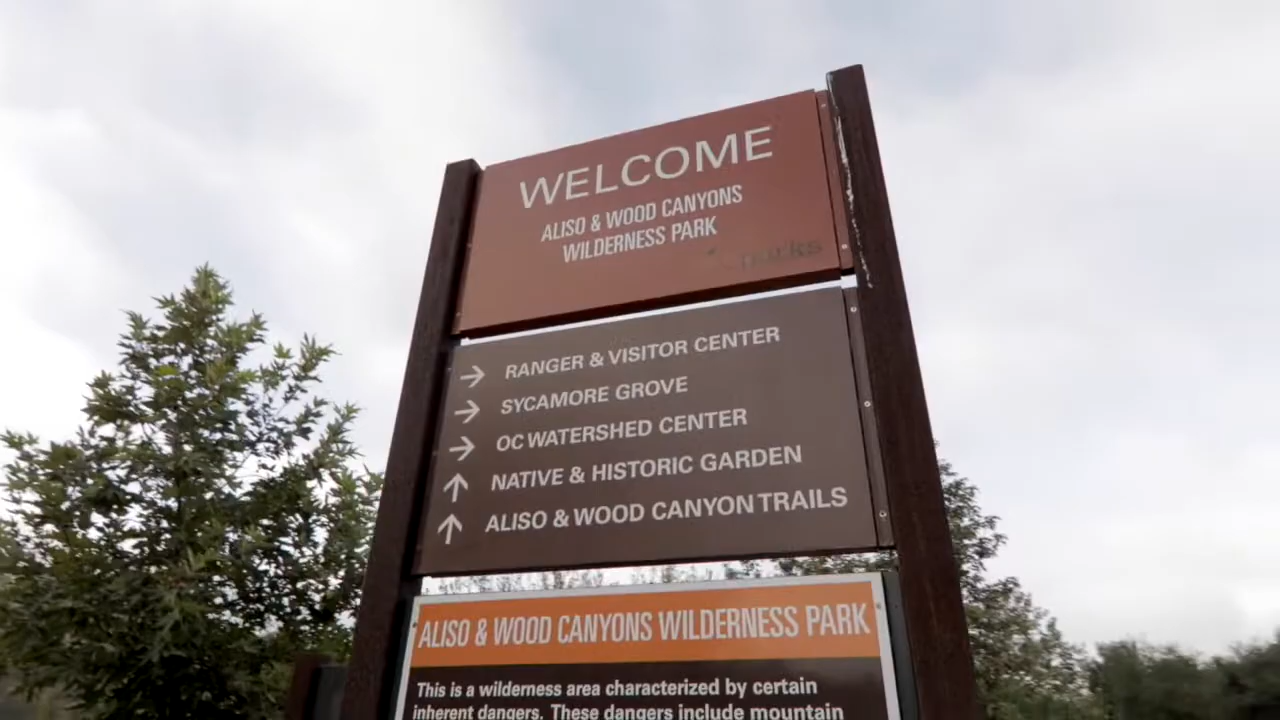 WELCOME
ALISO & WOOD CANYONS
WILDERNESS PARK
parks
→ RANGER & VISITOR CENTER
→ SYCAMORE GROVE
→ OC WATERSHED CENTER
↑ NATIVE & HISTORIC GARDEN
↑ ALISO & WOOD CANYON TRAILS
ALISO & WOOD CANYONS WILDERNESS PARK
This is a wilderness area characterized by certain
inherent dangers. These dangers include mountain